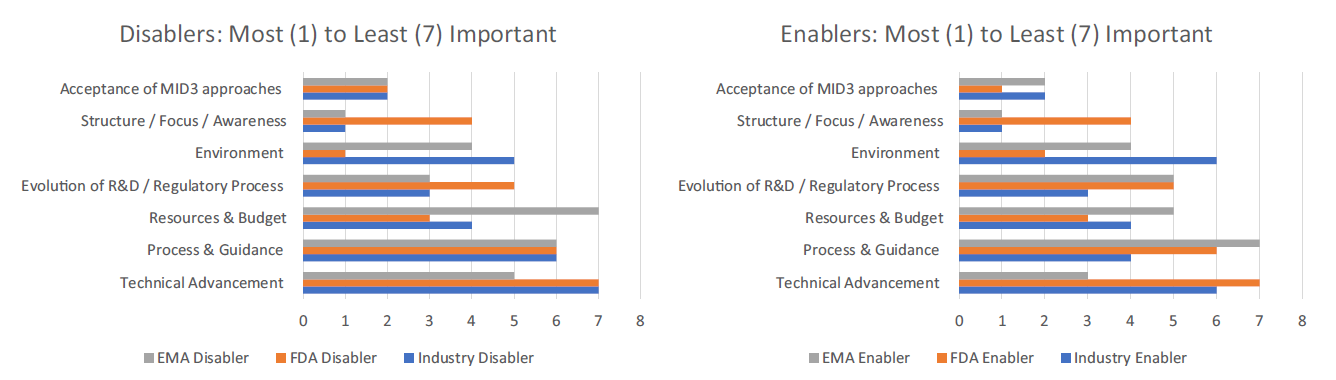 Disablers: Most (1) to Least (7) Important
Acceptance of MID3 approaches
Structure / Focus / Awareness
Environment
Evolution of R&D / Regulatory Process
Resources & Budget
Process & Guidance
Technical Advancement
0 1 2 3 4 5 6 7 8
EMA Disabler FDA Disabler Industry Disabler
Enablers: Most (1) to Least (7) Important
Acceptance of MID3 approaches
Structure / Focus / Awareness
Environment
Evolution of R&D / Regulatory Process
Resources & Budget
Process & Guidance
Technical Advancement
0 1 2 3 4 5 6 7 8
EMA Enabler FDA Enabler Industry Enabler